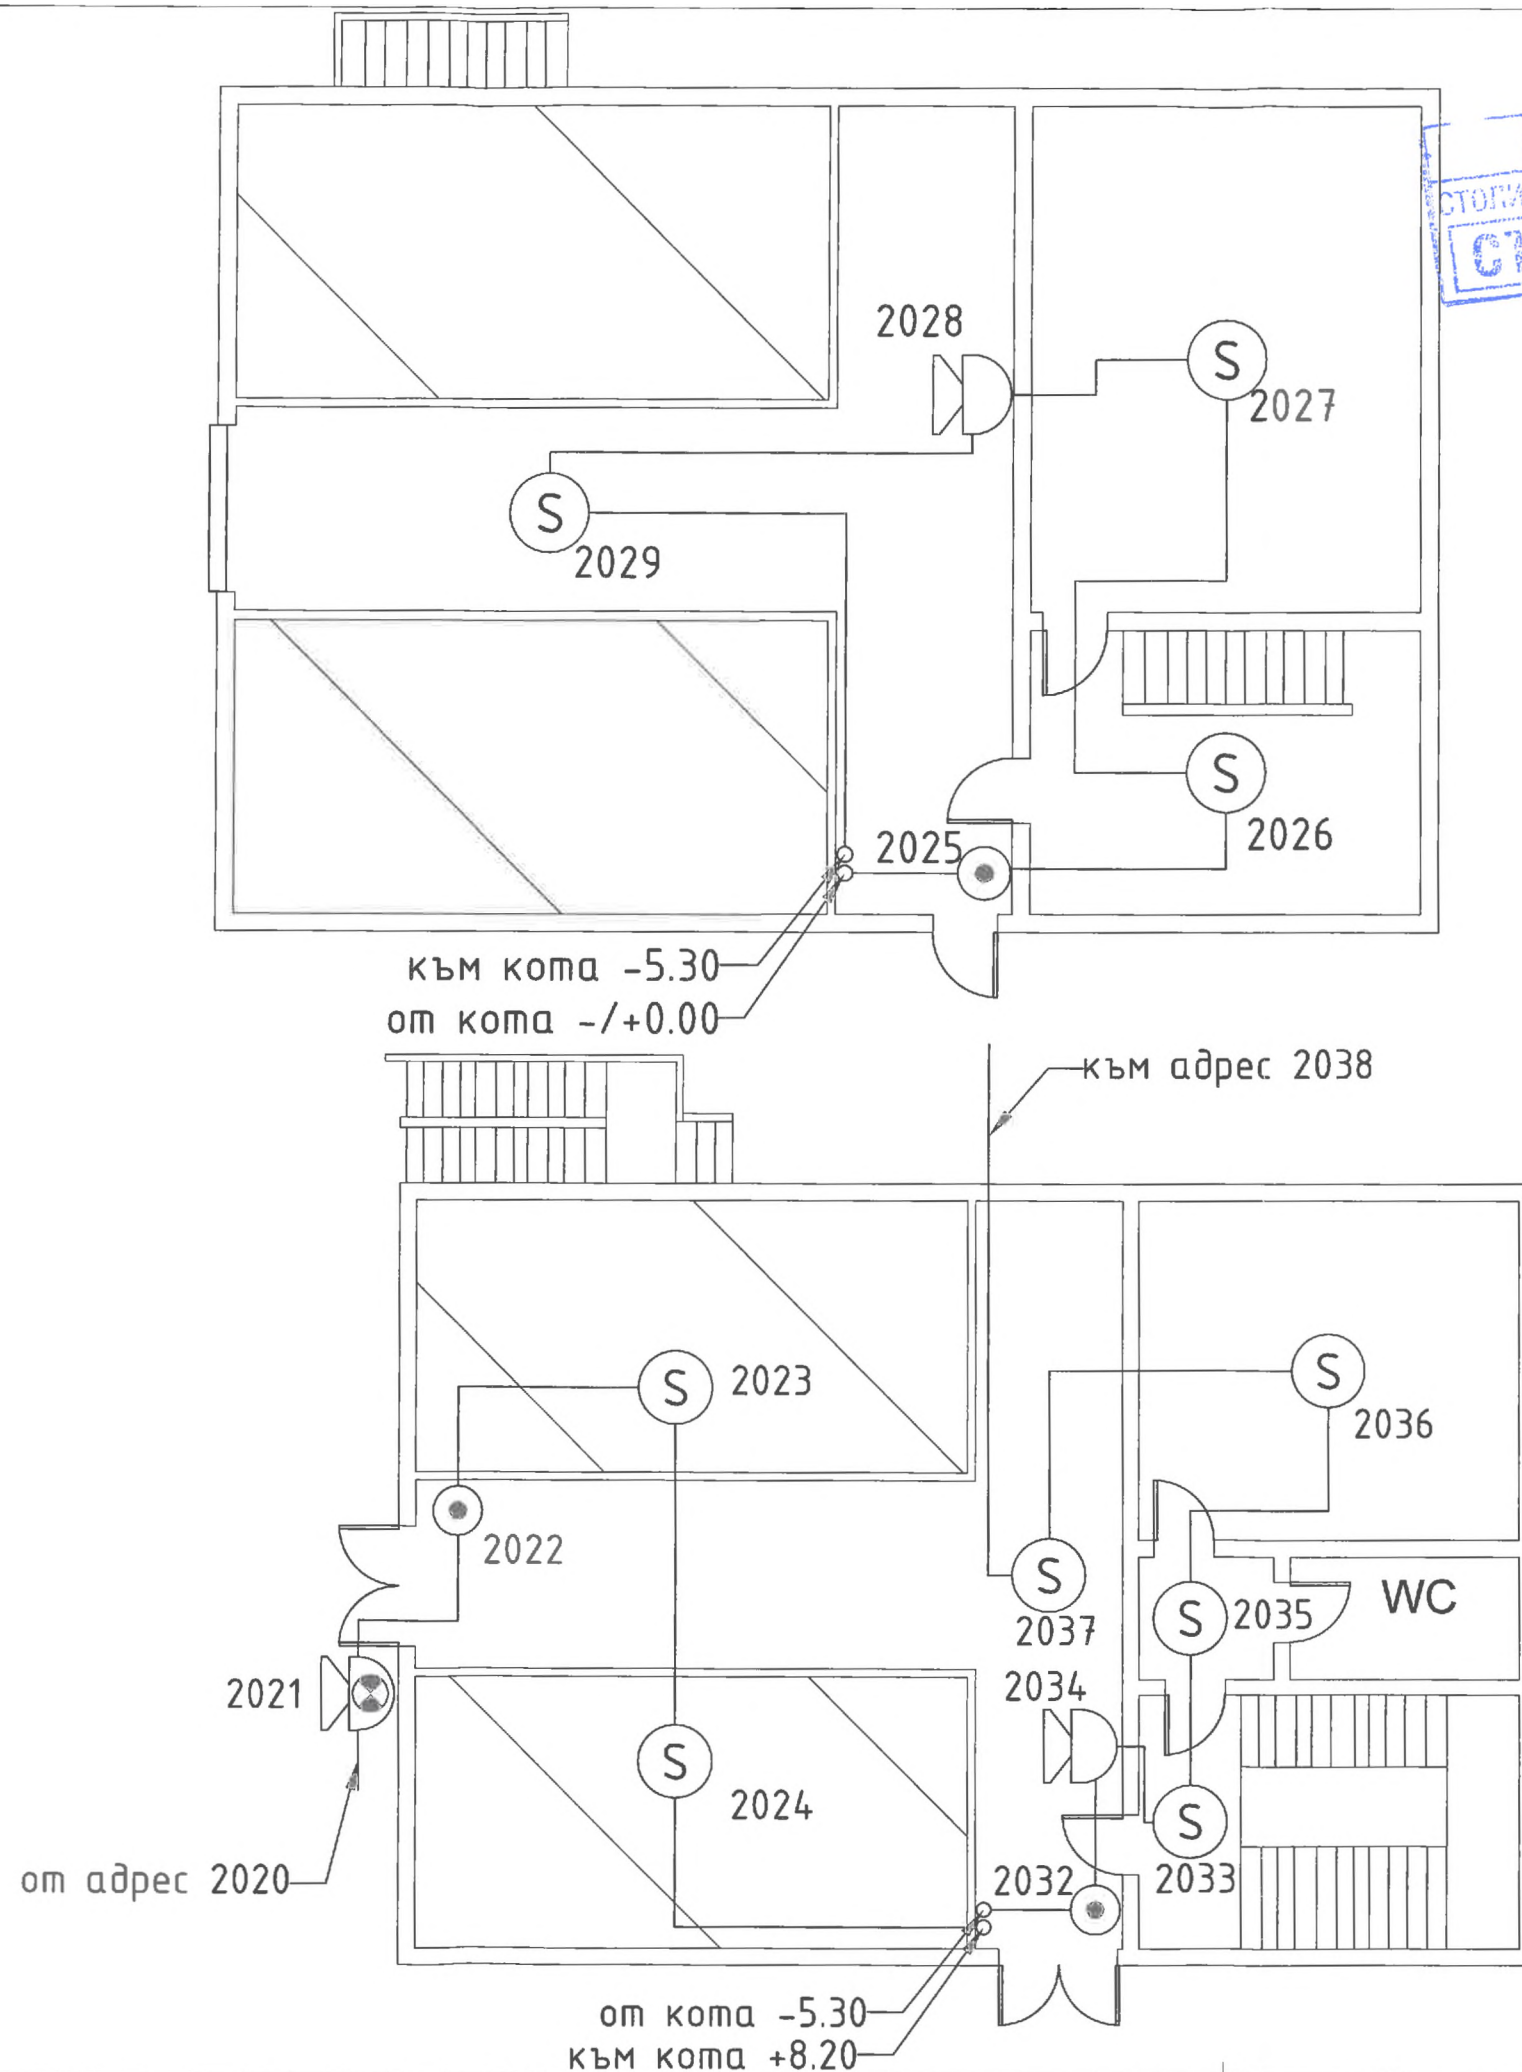 2028
S
2027
S
2029
S
2026
2025
към кота -5.30
от кота -/+0.00
към адрес 2038
S
2023
S
2036
2022
S
2037
S
2035
WC
2021
2034
S
2024
S
2033
2032
от адрес 2020
от кота -5.30
към кота +8.20